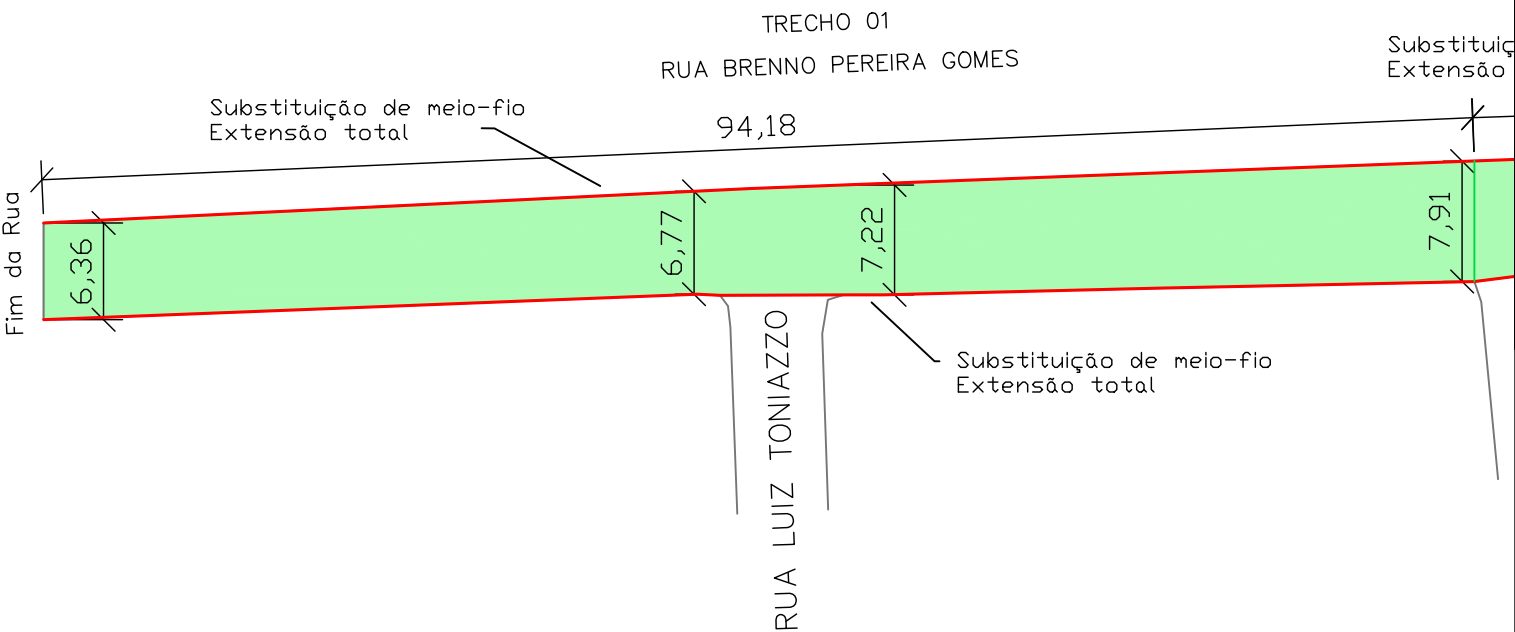 TRECHO 01
RUA BRENNO PEREIRA GOMES
Substituição de meio-fio
Extensão total
94,18
Extensão
Fim da Rua
6,36
6,77
7,22
7,91
RUA LUIZ TONIAZZO
Substituição de meio-fio
Extensão total